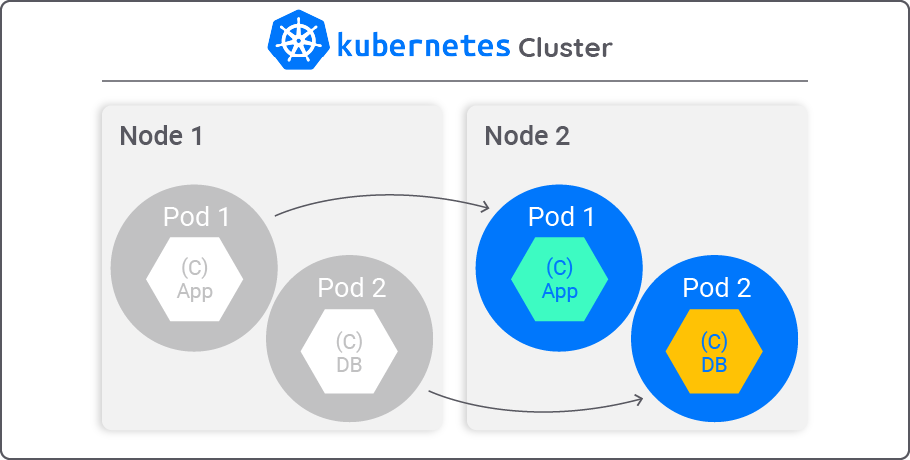 kubernetes Cluster
Node 1
Pod 1
(C)
App
Pod 2
(C)
DB
Node 2
Pod 1
(C)
App
Pod 2
(C)
DB